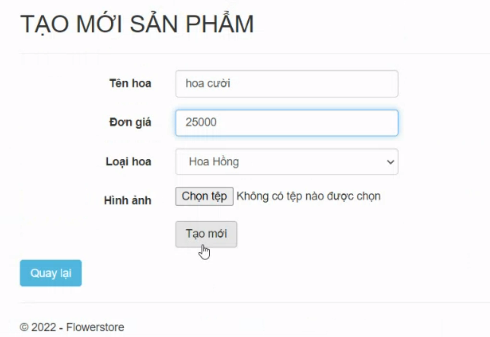 TẠO MỚI SẢN PHẨM
Tên hoa hoa cưới
Đơn giá 25000
Loại hoa Hoa Hồng
Hình ảnh Chọn tệp Không có tệp nào được chọn
Tạo mới
Quay lại
© 2022 - Flowerstore